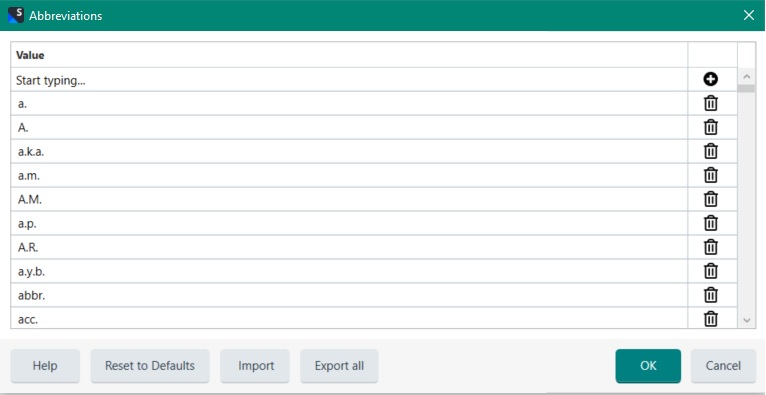 S Abbreviations
Value
Start typing...
a.
A.
a.k.a.
a.m.
A.M.
a.p.
A.R.
a.y.b.
abbr.
acc.
Help Reset to Defaults Import Export all OK Cancel